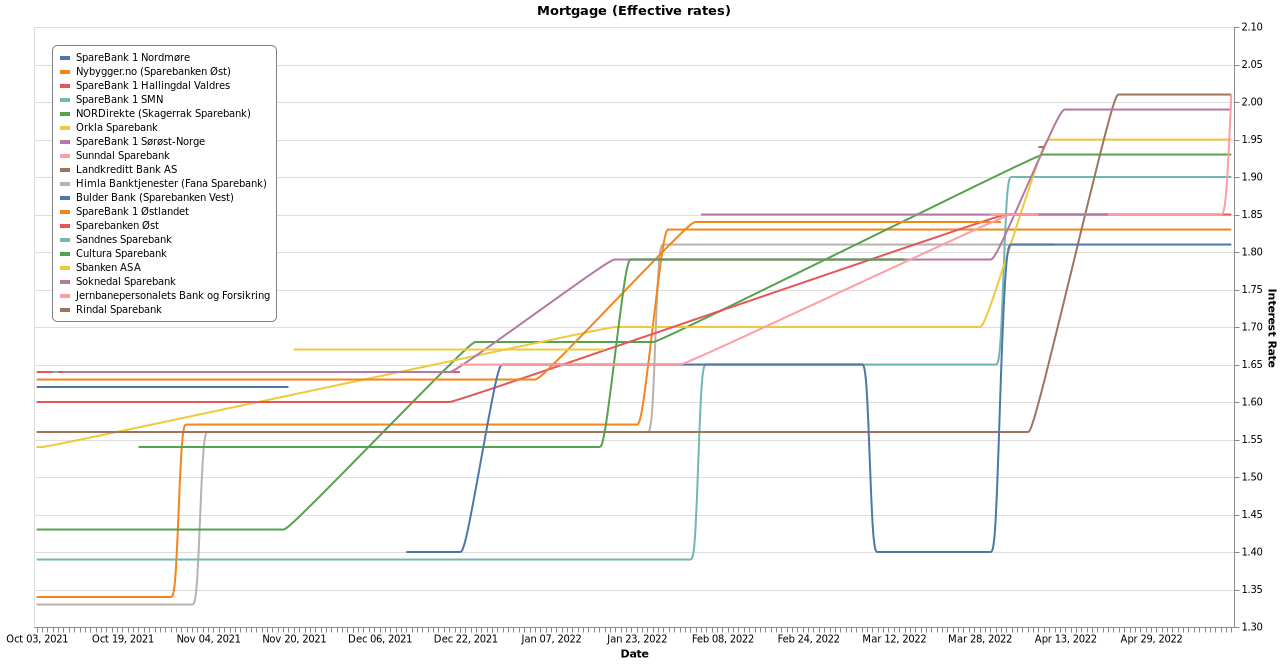 Mortgage (Effective rates)
SpareBank 1 Nordmøre
Nybygger.no (Sparebanken Øst)
SpareBank 1 Hallingdal Valdres
SpareBank 1 SMN
NORDirekte (Skagerrak Sparebank)
Orkla Sparebank
SpareBank 1 Sørøst-Norge
Sunndal Sparebank
Landkreditt Bank AS
Himla Banktjenester (Fana Sparebank)
Bulder Bank (Sparebanken Vest)
SpareBank 1 Østlandet
Sparebanken Øst
Sandnes Sparebank
Cultura Sparebank
Sbanken ASA
Soknedal Sparebank
Jernbanepersonalets Bank og Forsikring
Rindal Sparebank
2.10
2.05
2.00
1.95
1.90
1.85
1.80
1.75
1.70
1.65
1.60
1.55
1.50
1.45
1.40
1.35
1.30
Interest Rate
Oct 03, 2021 Oct 19, 2021 Nov 04, 2021 Nov 20, 2021 Dec 06, 2021 Dec 22, 2021 Jan 07, 2022 Jan 23, 2022 Feb 08, 2022 Feb 24, 2022 Mar 12, 2022 Mar 28, 2022 Apr 13, 2022 Apr 29, 2022
Date